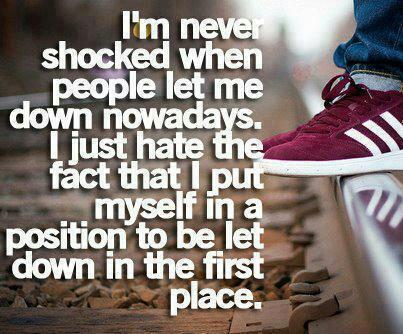 I'm never
shocked when
people let me
down nowadays.
I just hate the
fact that I put
myself in a
position to be let
down in the first
place.